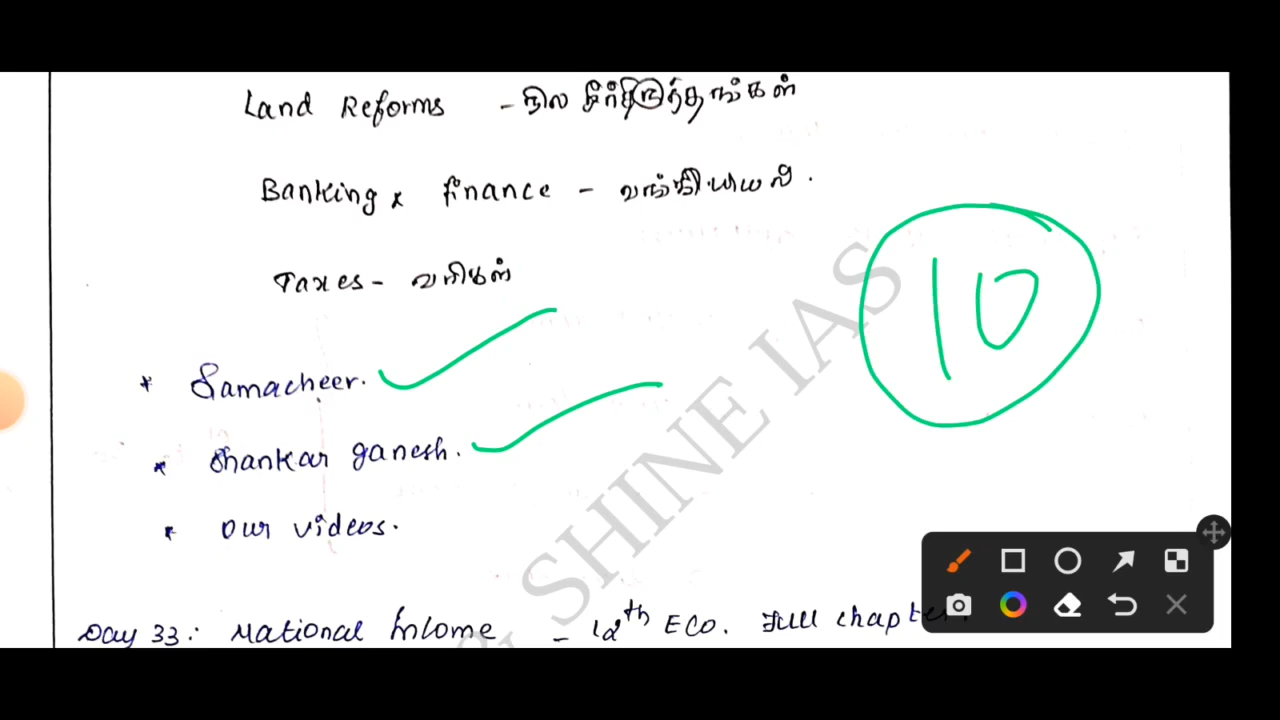 Land Reforms - நில சீர்திருத்தங்கள்
Banking & finance - வங்கியியல்.
Taxes - வரிகள்
* Samacheer.
10
* Shankar ganesh.
* Our videos.
& SHINE IAS
Day 33: National Income - 12th ECO. Full chapter.